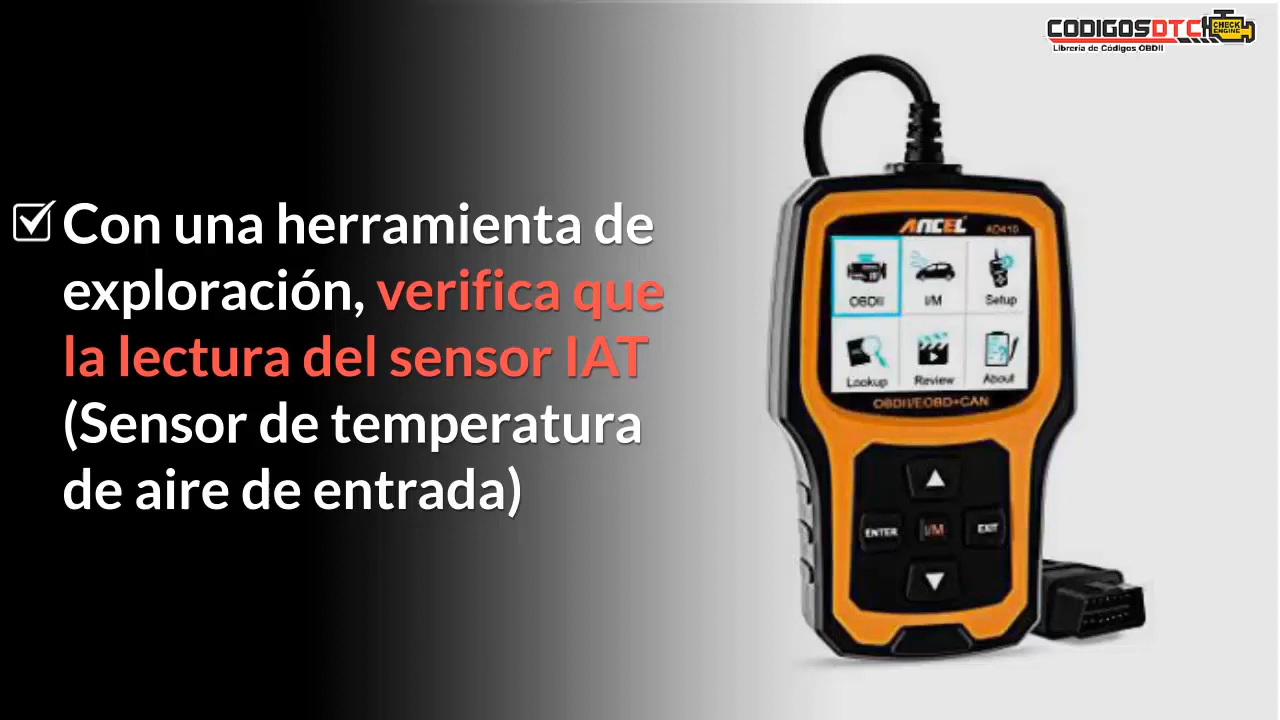 CODIGOSDTC
CHECK
ENGINE
Librería de Códigos OBDII
Con una herramienta de
exploración, verifica que
la lectura del sensor IAT
(Sensor de temperatura
de aire de entrada)
ANCEL
AD410
OBDII
I/M
Setup
Lookup
Review
About
OBDII/EOBD+CAN
ENTER
I/M
EXIT